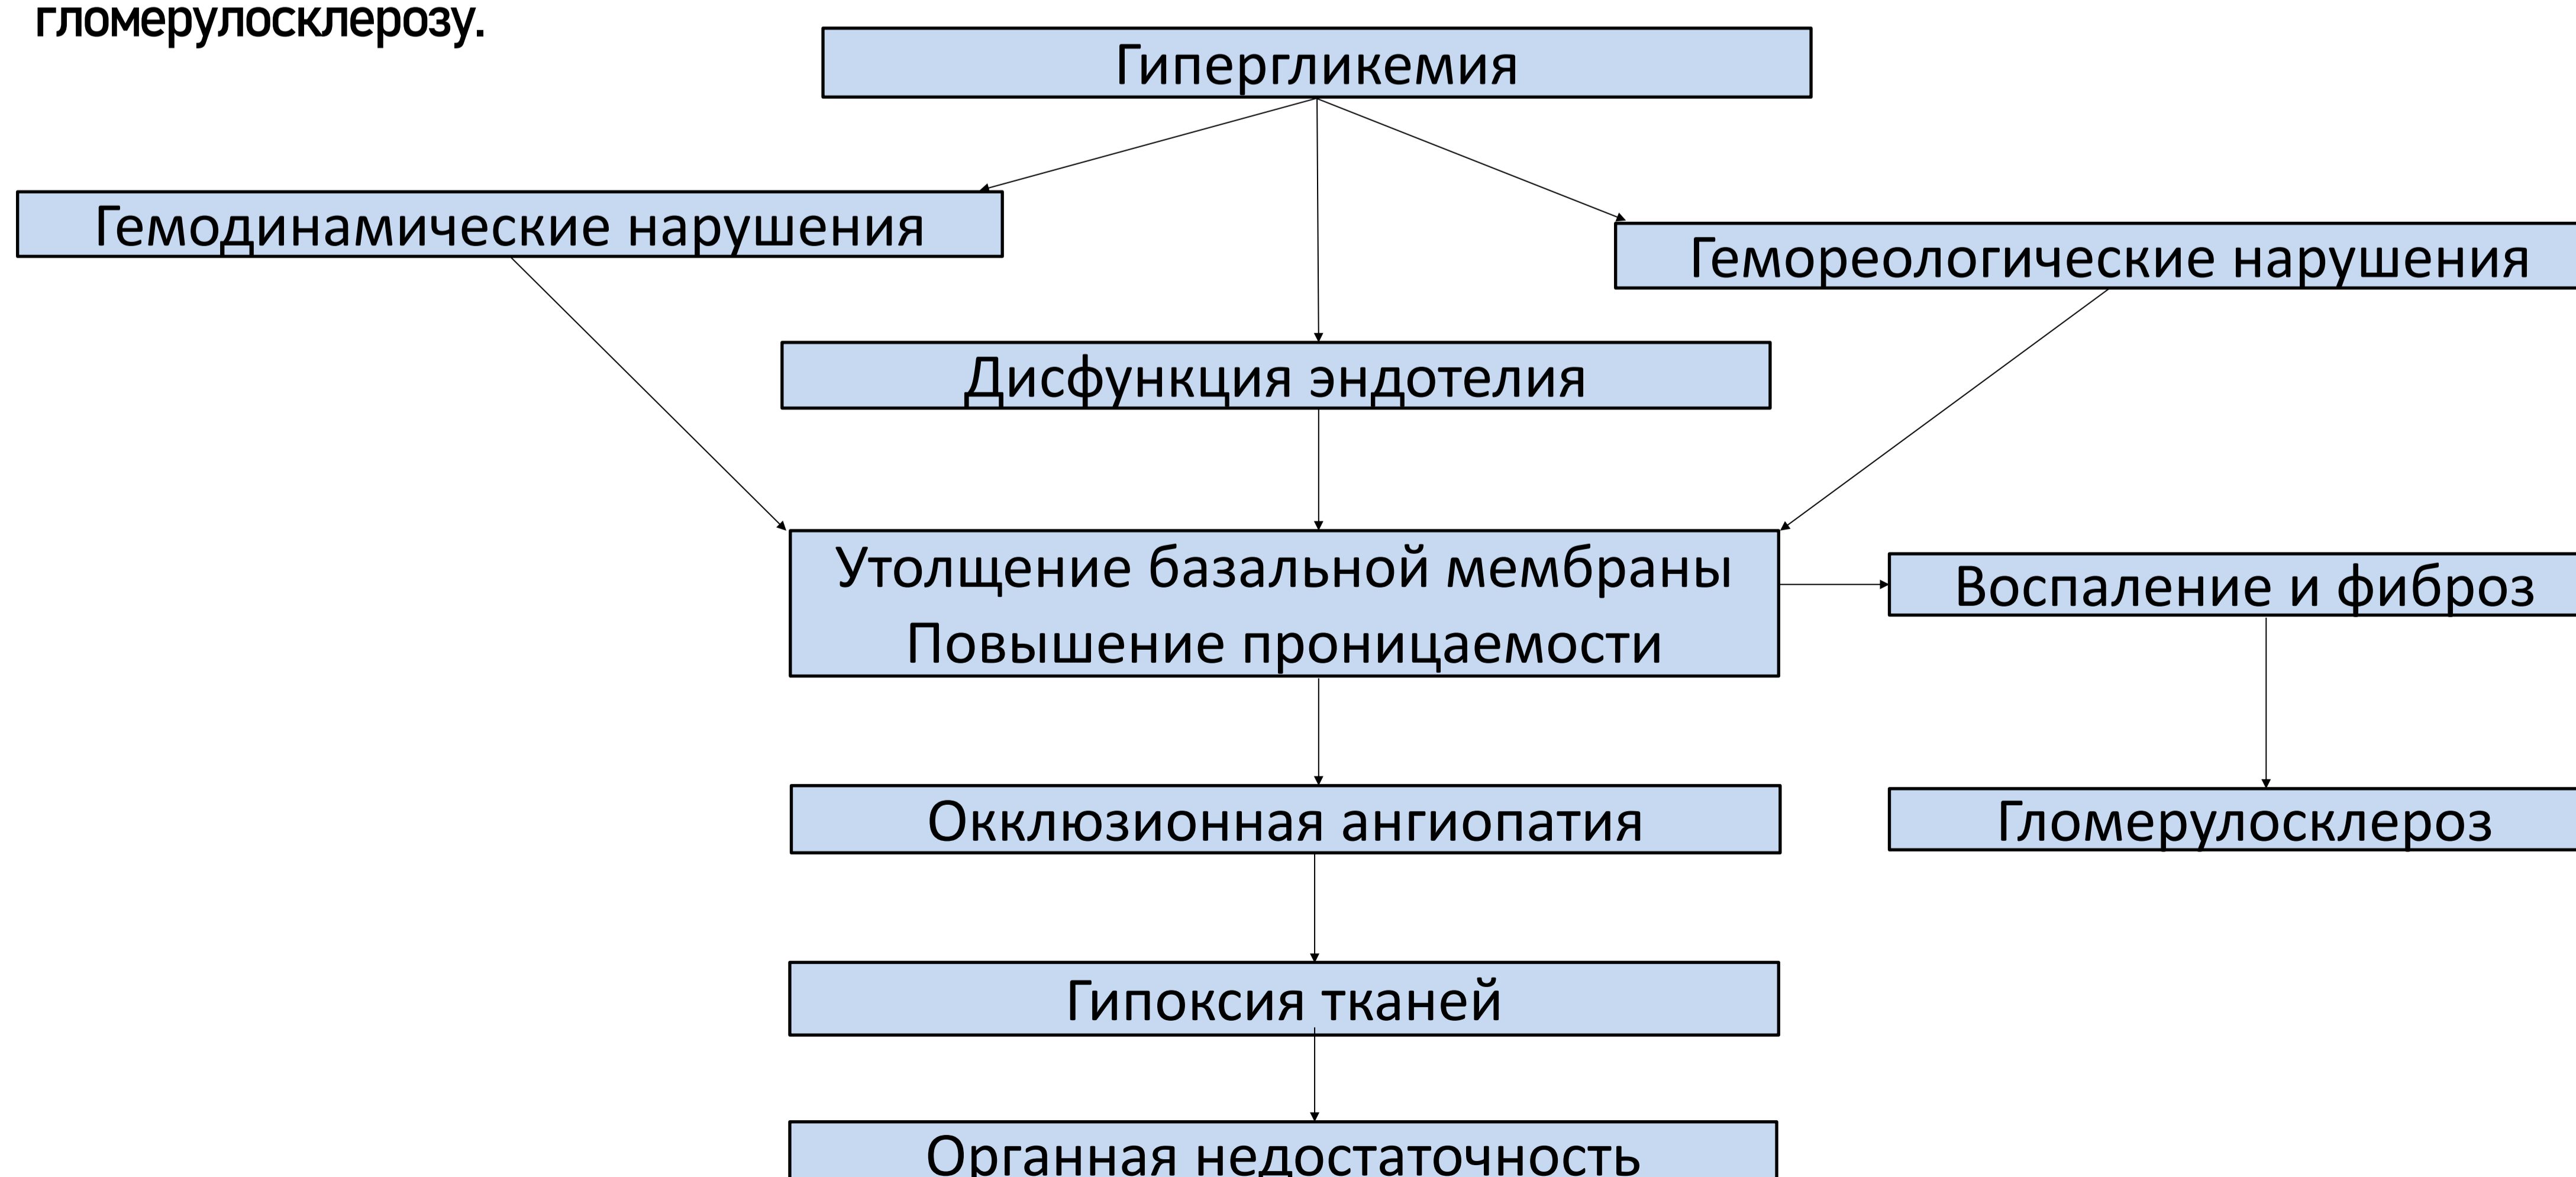 гломерулосклерозу.
Гипергликемия
Гемодинамические нарушения
Гемореологические нарушения
Дисфункция эндотелия
Утолщение базальной мембраны
Повышение проницаемости
Воспаление и фиброз
Окклюзионная ангиопатия
Гломерулосклероз
Гипоксия тканей
Органная недостаточность